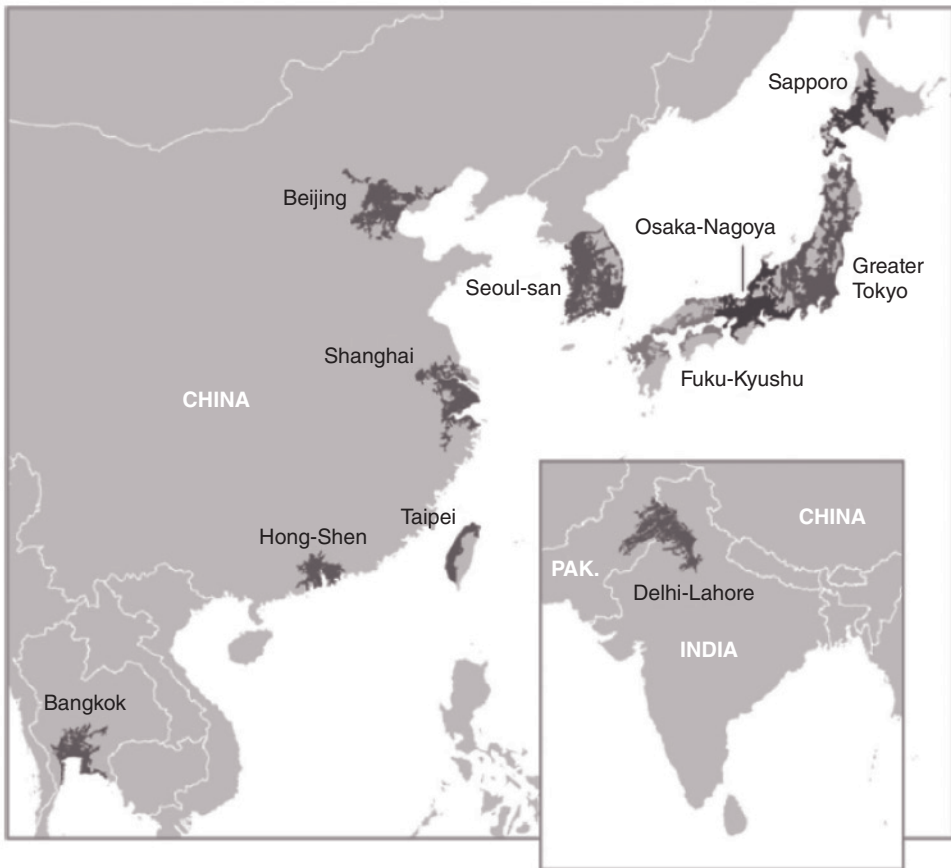 Sapporo
Beijing
Osaka-Nagoya
Greater
Tokyo
Seoul-san
Shanghai
Fuku-Kyushu
CHINA
Taipei
Hong-Shen
CHINA
PAK.
Delhi-Lahore
INDIA
Bangkok